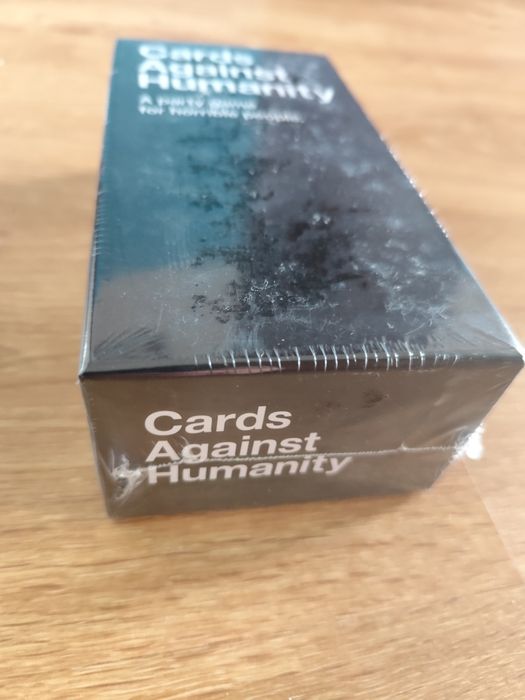 Cards
Against
Humanity
A party game
for horrible people.
Cards
Against
Humanity